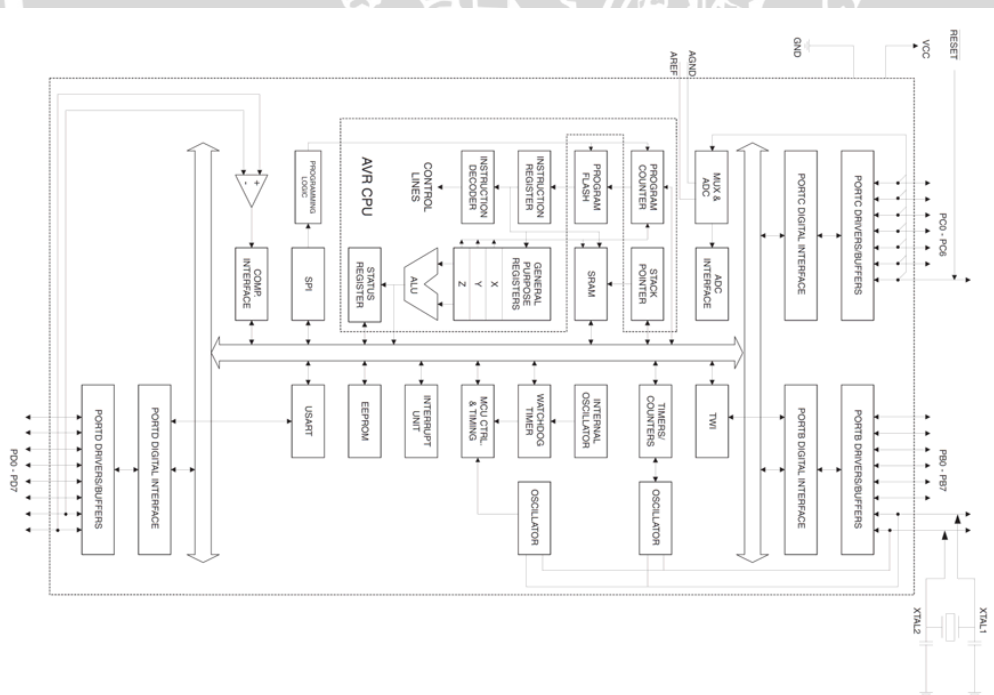 XTAL1
XTAL2
RESET
PC0 - PC6
PB0 - PB7
VCC
GND
PORTC DRIVERS/BUFFERS
PORTB DRIVERS/BUFFERS
PORTC DIGITAL INTERFACE
PORTB DIGITAL INTERFACE
MUX &
ADC
ADC
INTERFACE
TWI
AGND
AREF
PROGRAM
COUNTER
STACK
POINTER
TIMERS/
COUNTERS
OSCILLATOR
PROGRAM
FLASH
SRAM
INTERNAL
OSCILLATOR
INSTRUCTION
REGISTER
GENERAL
PURPOSE
REGISTERS
X
Y
Z
WATCHDOG
TIMER
OSCILLATOR
INSTRUCTION
DECODER
MCU CTRL.
& TIMING
CONTROL
LINES
ALU
INTERRUPT
UNIT
AVR CPU
STATUS
REGISTER
EEPROM
PROGRAMMING
LOGIC
SPI
USART
+
-
COMP.
INTERFACE
PORTD DIGITAL INTERFACE
PORTD DRIVERS/BUFFERS
PD0 - PD7